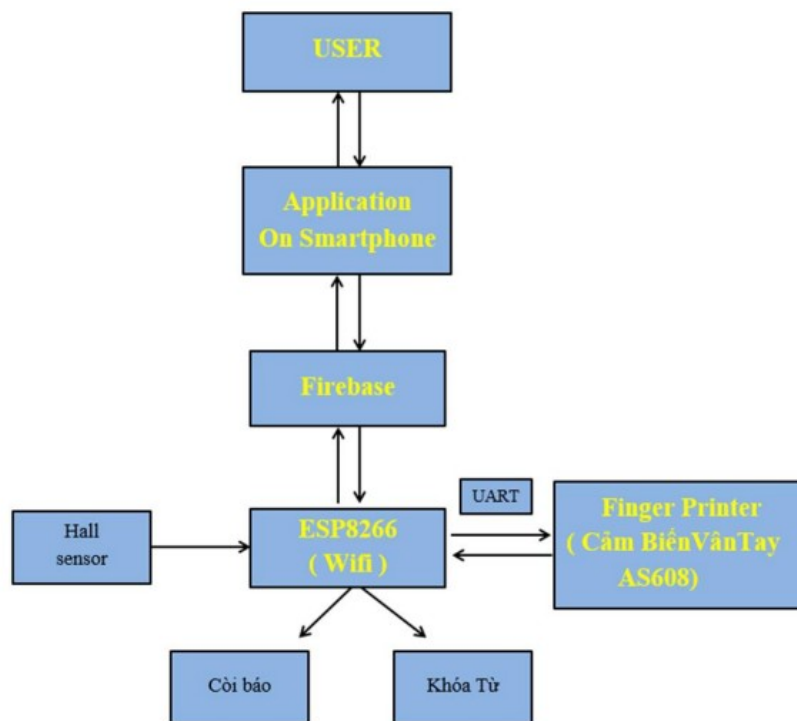 USER
Application
On Smartphone
Firebase
UART
Hall
sensor
ESP8266
( Wifi )
Finger Printer
( Cảm BiếnVânTay
AS608)
Còi báo
Khóa Từ